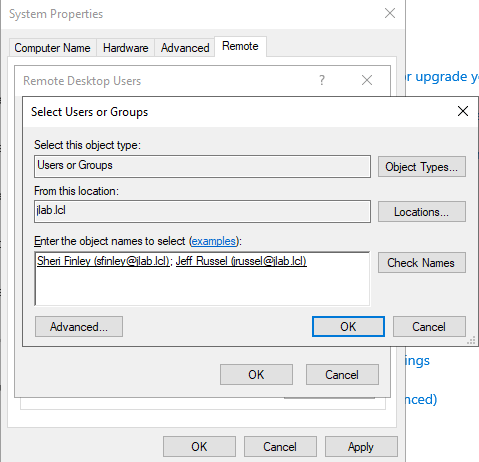 System Properties
Computer Name Hardware Advanced Remote
Remote Desktop Users ?
or upgrade
Select Users or Groups
Select this object type:
Users or Groups Object Types...
From this location:
jlab.lcl Locations...
Enter the object names to select (examples):
Sheri Finley (sfinley@jlab.lcl); Jeff Russel (jrussel@jlab.lcl) Check Names
Advanced... OK Cancel
ings
OK Cancel
nced)
OK Cancel Apply